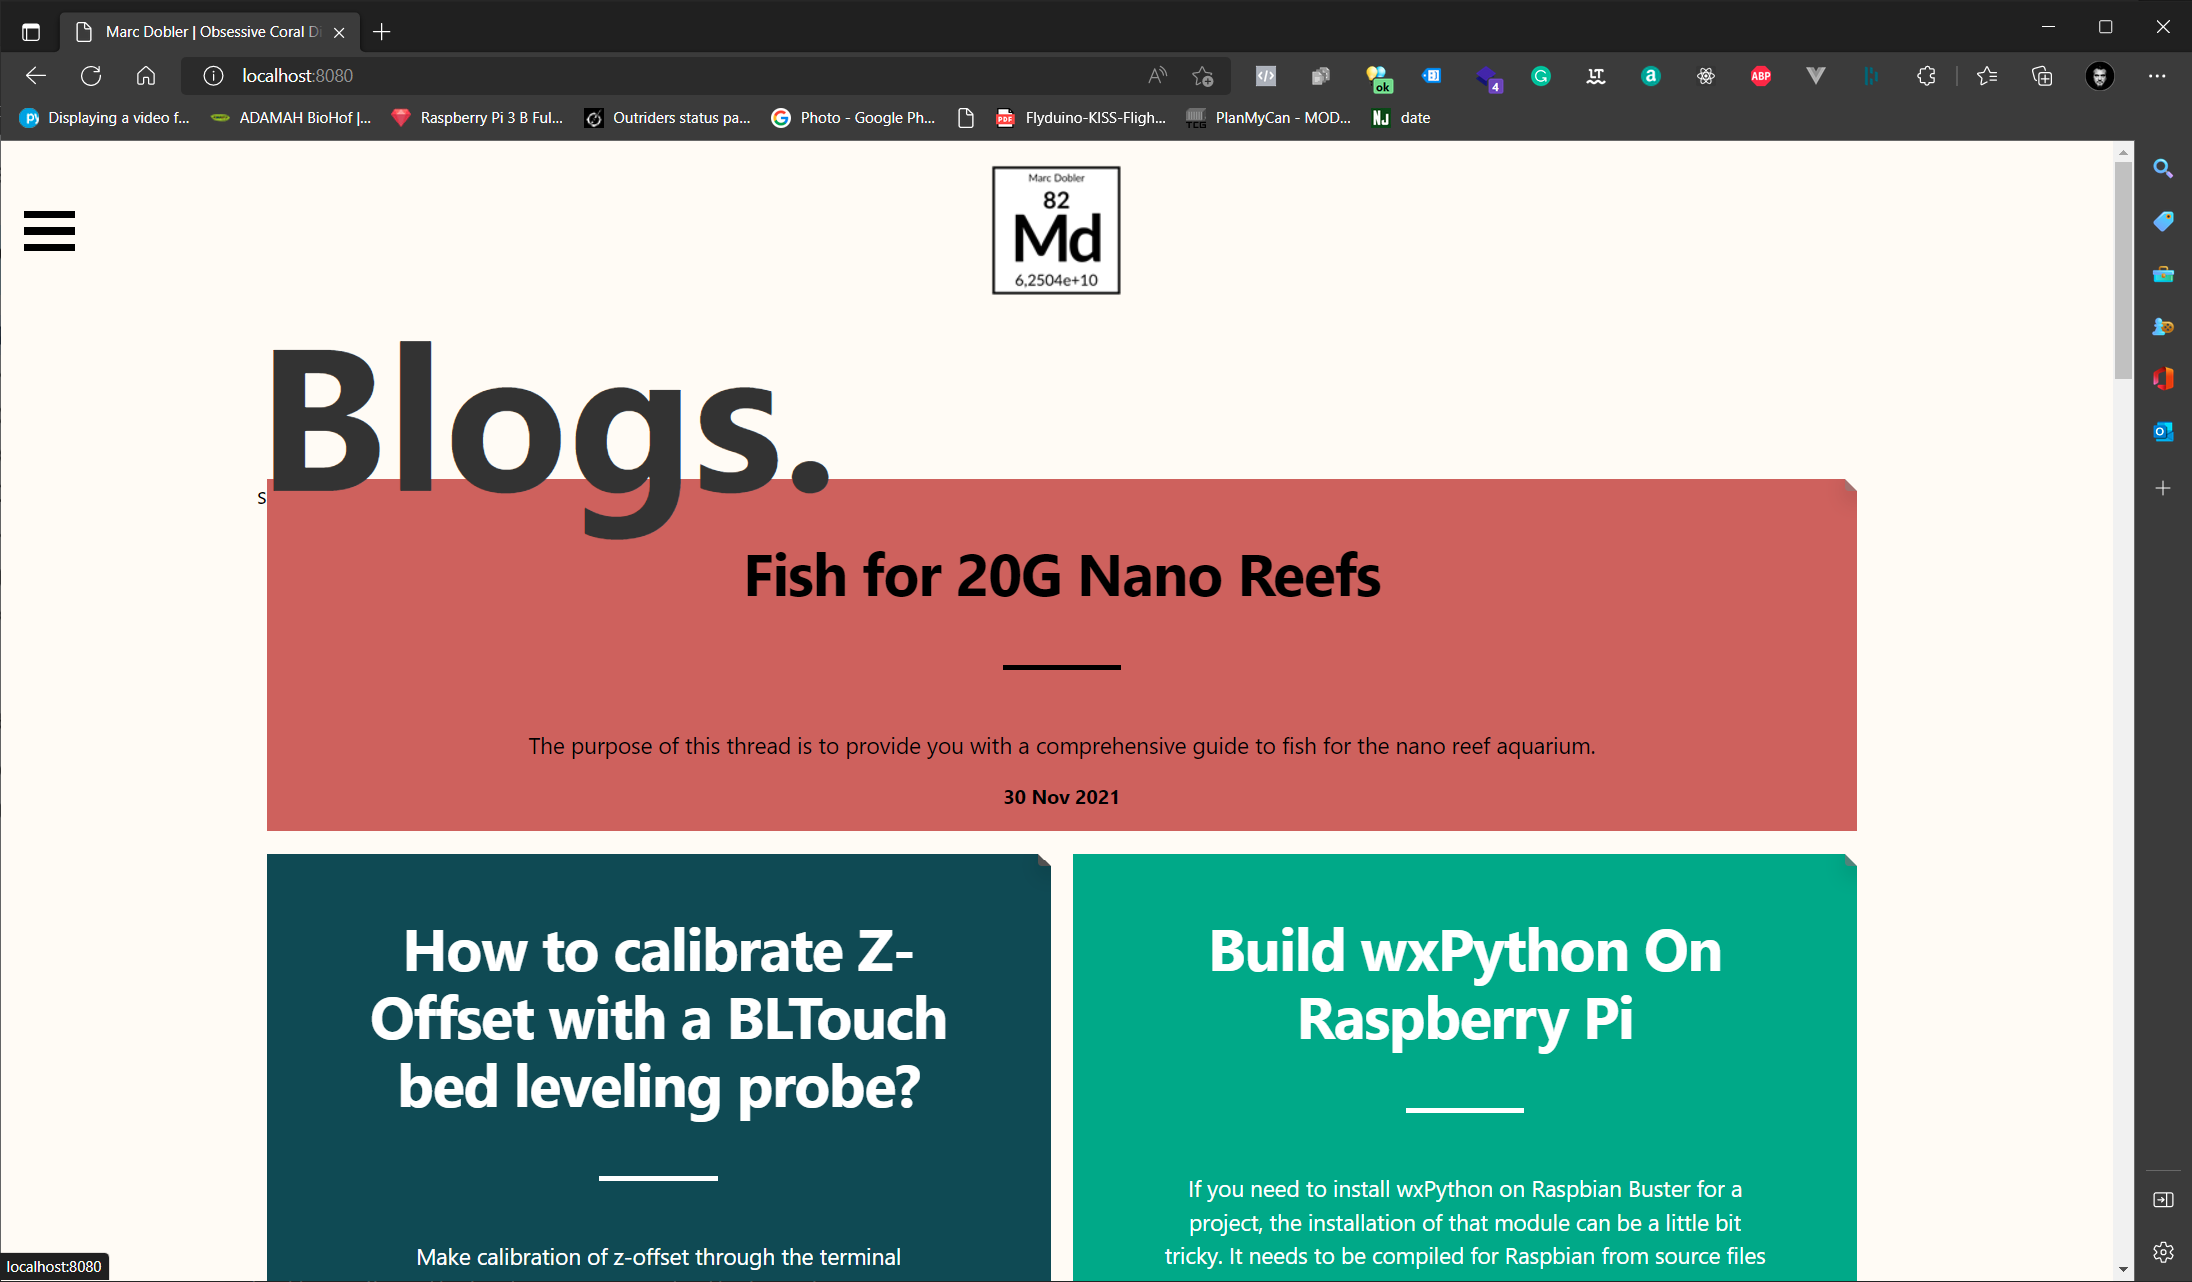 Marc Dobler | Obsessive Coral D
localhost:8080
ok
4
ABP
Displaying a video f...
ADAMAH BioHof |...
Raspberry Pi 3 B Ful...
Outriders status pa...
Photo - Google Ph...
PDF
Flyduino-KISS-Fligh...
TCG
PlanMyCan - MOD...
NJ
date
Marc Dobler
82
Md
6,2504e+10
Blogs.
s
Fish for 20G Nano Reefs
The purpose of this thread is to provide you with a comprehensive guide to fish for the nano reef aquarium.
30 Nov 2021
How to calibrate Z-
Offset with a BLTouch
bed leveling probe?
Make calibration of z-offset through the terminal
Build wxPython On
Raspberry Pi
If you need to install wxPython on Raspbian Buster for a
project, the installation of that module can be a little bit
tricky. It needs to be compiled for Raspbian from source files
localhost:8080